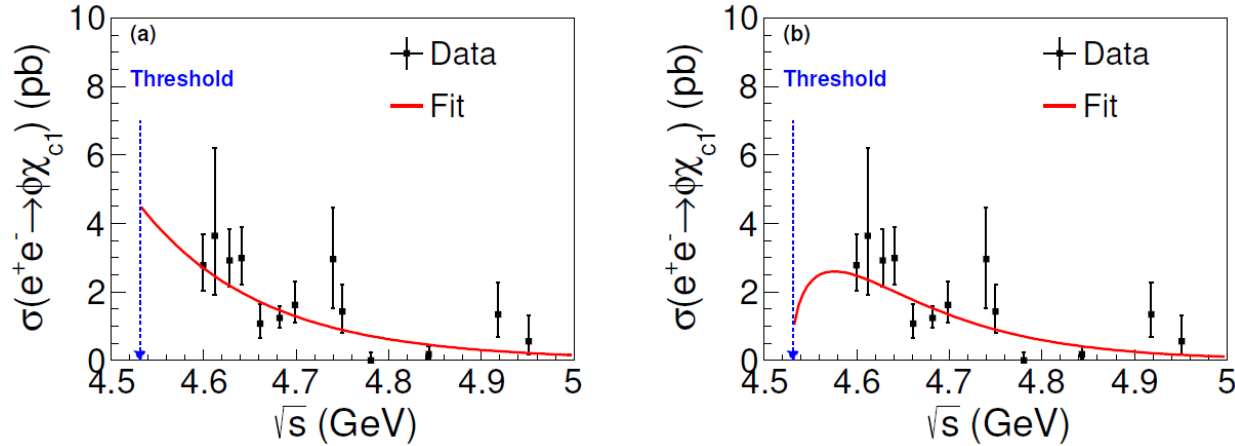 σ(e⁺e⁻→ϕχc1) (pb)
10
8
6
4
2
0
(a)
Threshold
Data
Fit
4.5 4.6 4.7 4.8 4.9 5
√s (GeV)
σ(e⁺e⁻→ϕχc1) (pb)
10
8
6
4
2
0
(b)
Threshold
Data
Fit
4.5 4.6 4.7 4.8 4.9 5
√s (GeV)